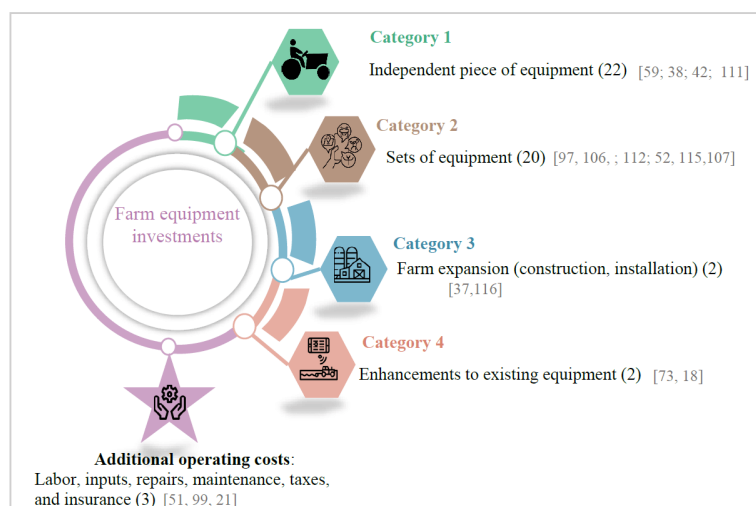 Category 1
Independent piece of equipment (22) [59; 38; 42; 111]
Category 2
Sets of equipment (20) [97, 106, ; 112; 52, 115,107]
Farm equipment
investments
Category 3
Farm expansion (construction, installation) (2)
[37,116]
Category 4
Enhancements to existing equipment (2) [73, 18]
Additional operating costs:
Labor, inputs, repairs, maintenance, taxes,
and insurance (3) [51, 99, 21]